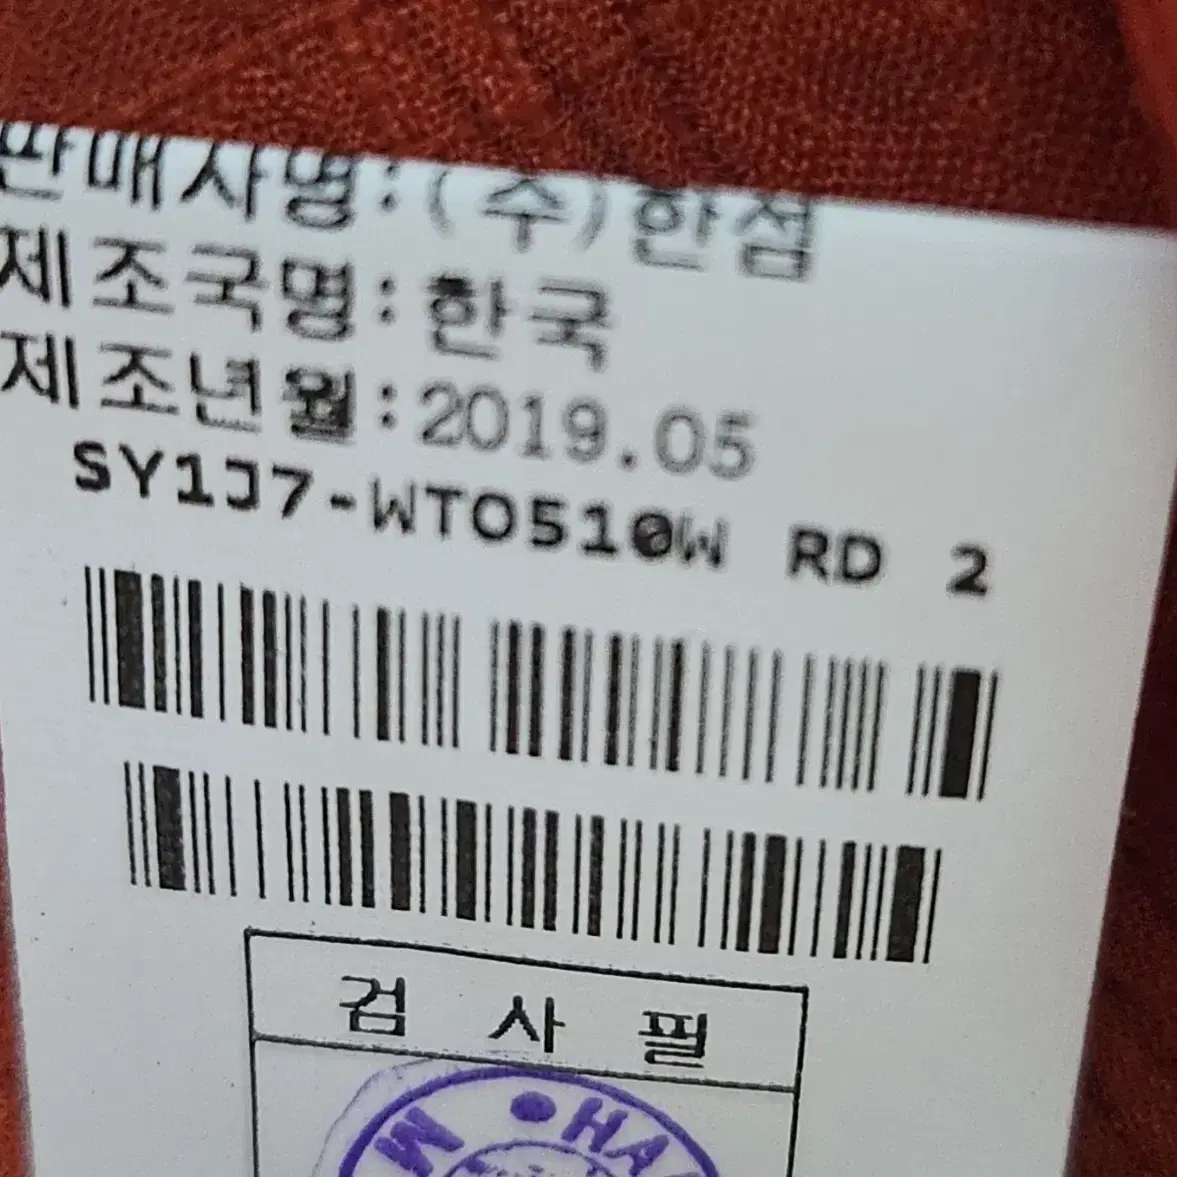 판매사명:(주)한섬
제조국명:한국
제조년월:2019.05
SY1J7-WTO510W RD 2
검 사 필